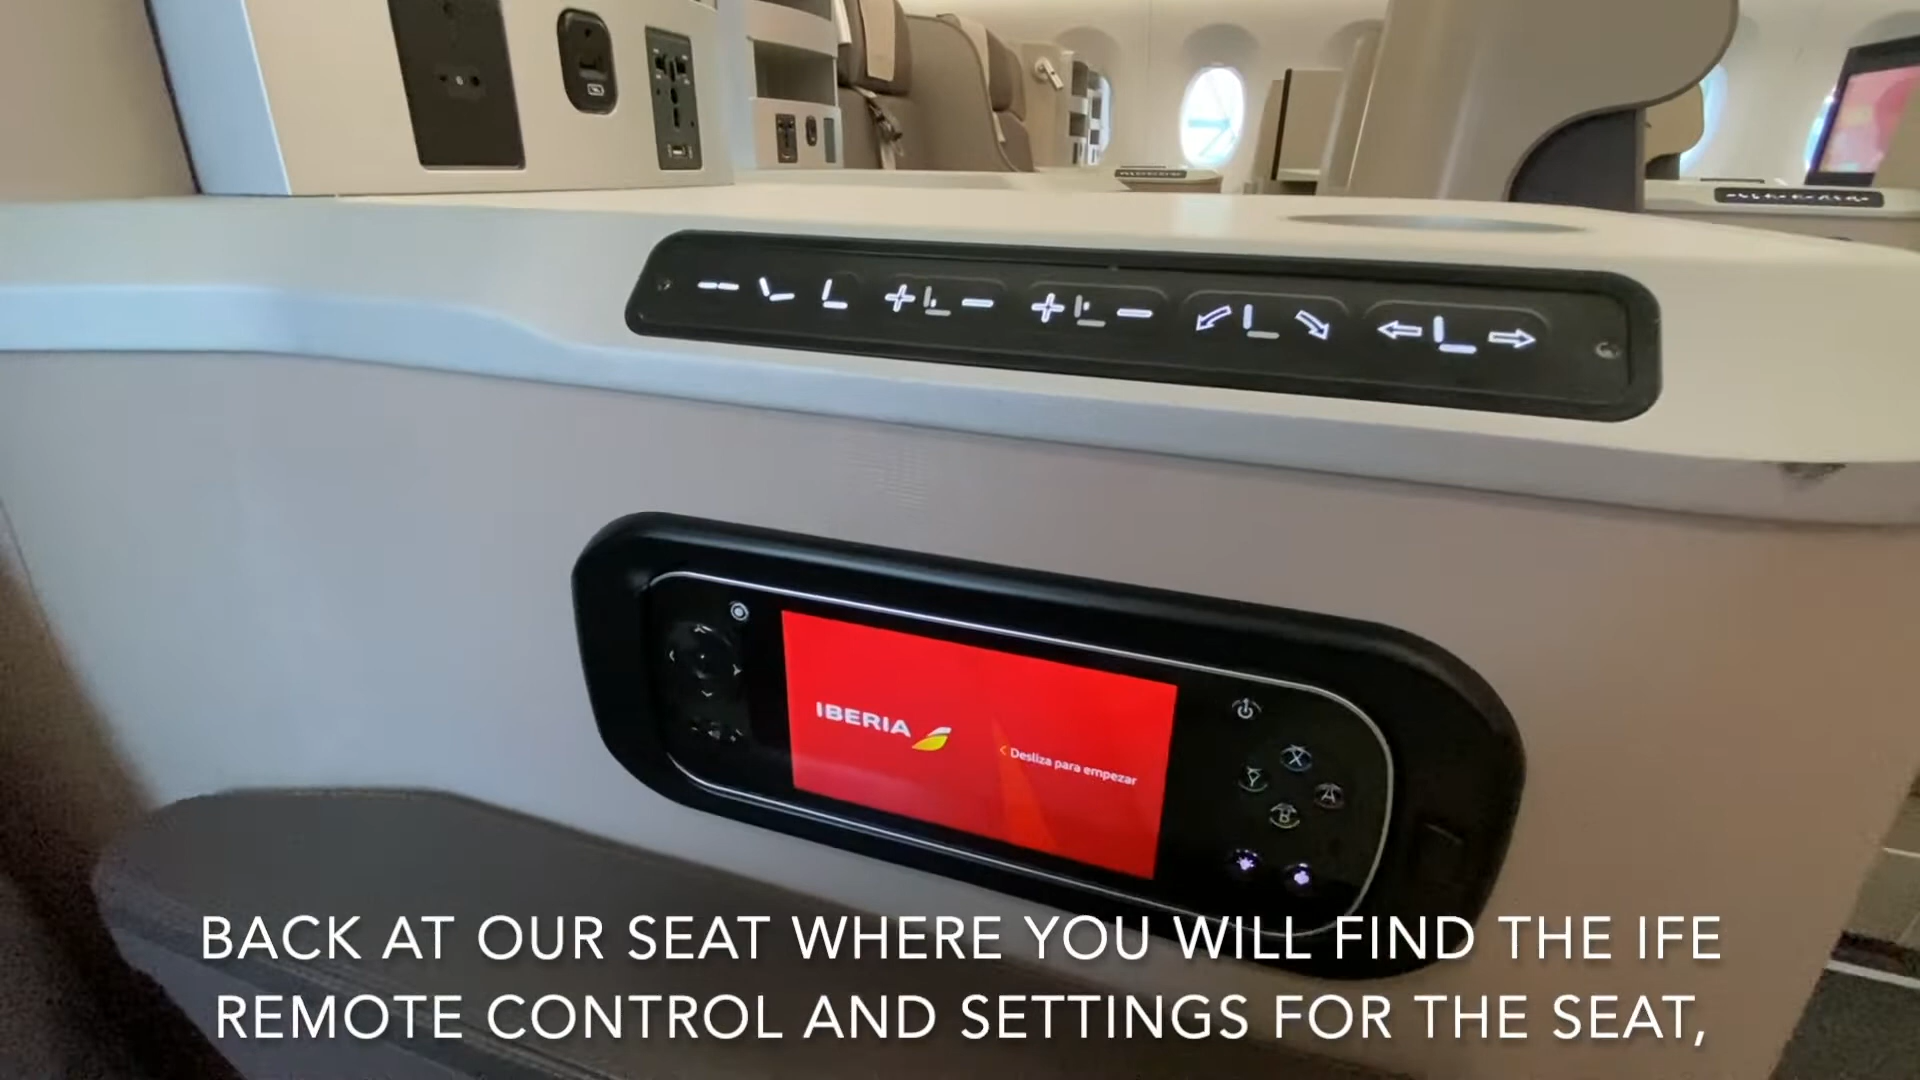 IBERIA
< Desliza para empezar
X
Y
A
B
BACK AT OUR SEAT WHERE YOU WILL FIND THE IFE
REMOTE CONTROL AND SETTINGS FOR THE SEAT,